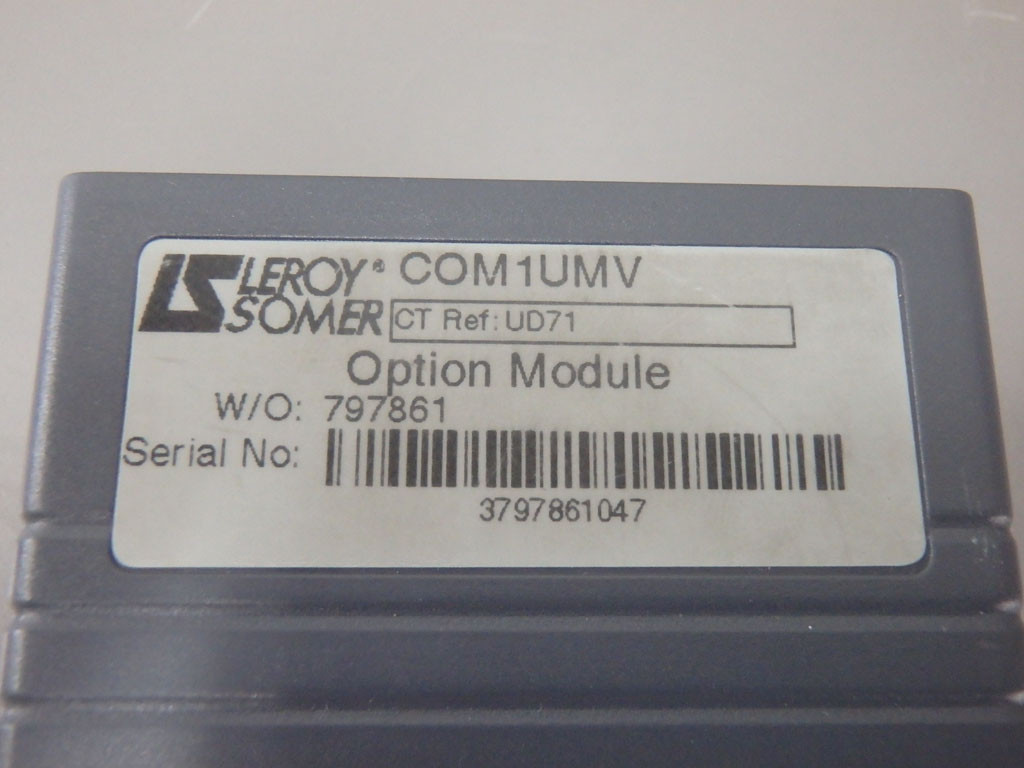 LEROY® COM1UMV
SOMER CT Ref: UD71
Option Module
W/O: 797861
Serial No:
3797861047